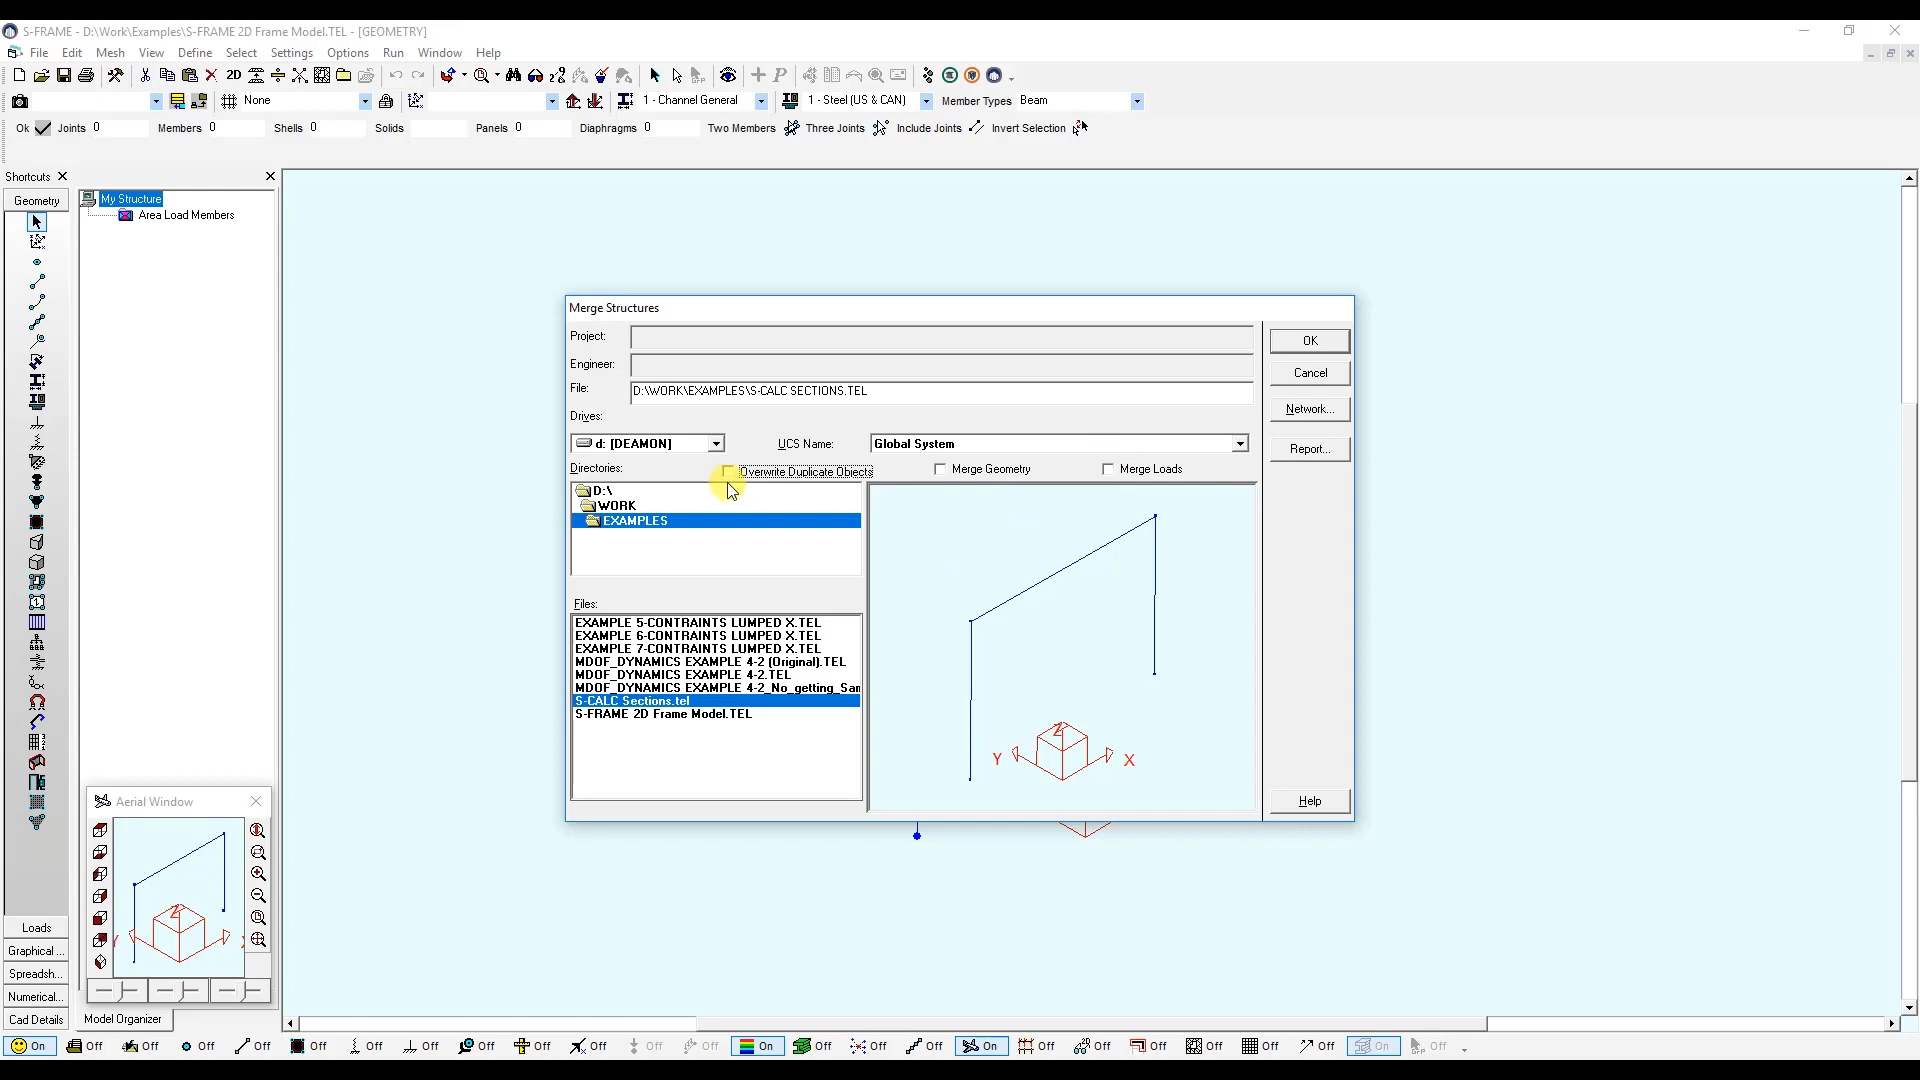 S-FRAME - D:\Work\Examples\S-FRAME 2D Frame Model.TEL - [GEOMETRY]
File Edit Mesh View Define Select Settings Options Run Window Help
2D
None 1 - Channel General 1 - Steel (US & CAN) Member Types Beam
Ok Joints 0 Members 0 Shells 0 Solids Panels 0 Diaphragms 0 Two Members Three Joints Include Joints Invert Selection
Shortcuts
Geometry
My Structure
Area Load Members
Merge Structures
Project:
Engineer:
File: D:\WORK\EXAMPLES\S-CALC SECTIONS.TEL
Drives:
d: [DEAMON] UCS Name: Global System
Directories: Overwrite Duplicate Objects Merge Geometry Merge Loads
D:\
WORK
EXAMPLES
Files:
EXAMPLE 5-CONTRAINTS LUMPED X.TEL
EXAMPLE 6-CONTRAINTS LUMPED X.TEL
EXAMPLE 7-CONTRAINTS LUMPED X.TEL
MDOF_DYNAMICS EXAMPLE 4-2 (Original).TEL
MDOF_DYNAMICS EXAMPLE 4-2.TEL
MDOF_DYNAMICS EXAMPLE 4-2_No_getting_San
S-CALC Sections.tel
S-FRAME 2D Frame Model.TEL
Z
Y X
OK
Cancel
Network...
Report...
Help
Aerial Window
Z
Y
Loads
Graphical ...
Spreadsh...
Numerical...
Cad Details
Model Organizer
On Off Off Off Off Off Off Off Off Off Off Off Off On Off Off Off On Off Off Off Off Off Off On Off